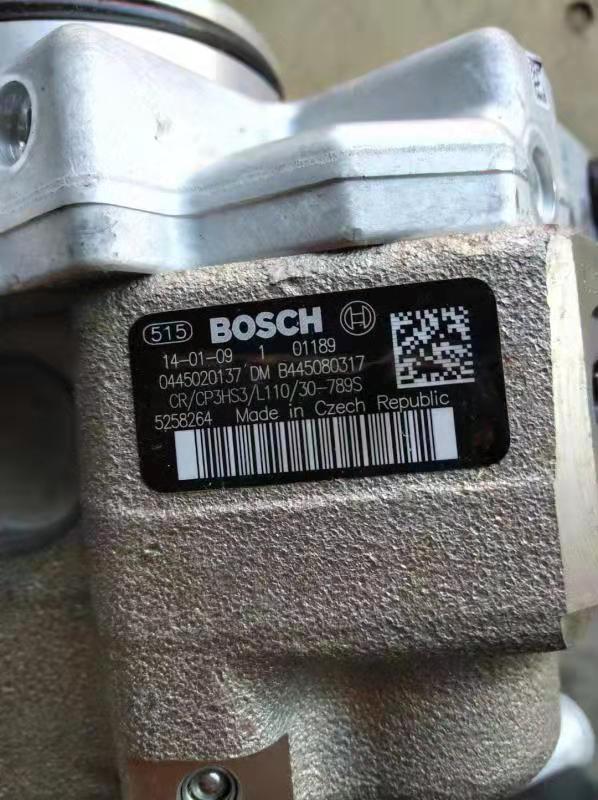 515 BOSCH
14-01-09 1 01189
0445020137 DM B445080317
CR/CP3HS3/L110/30-789S
5258264 Made in Czech Republic